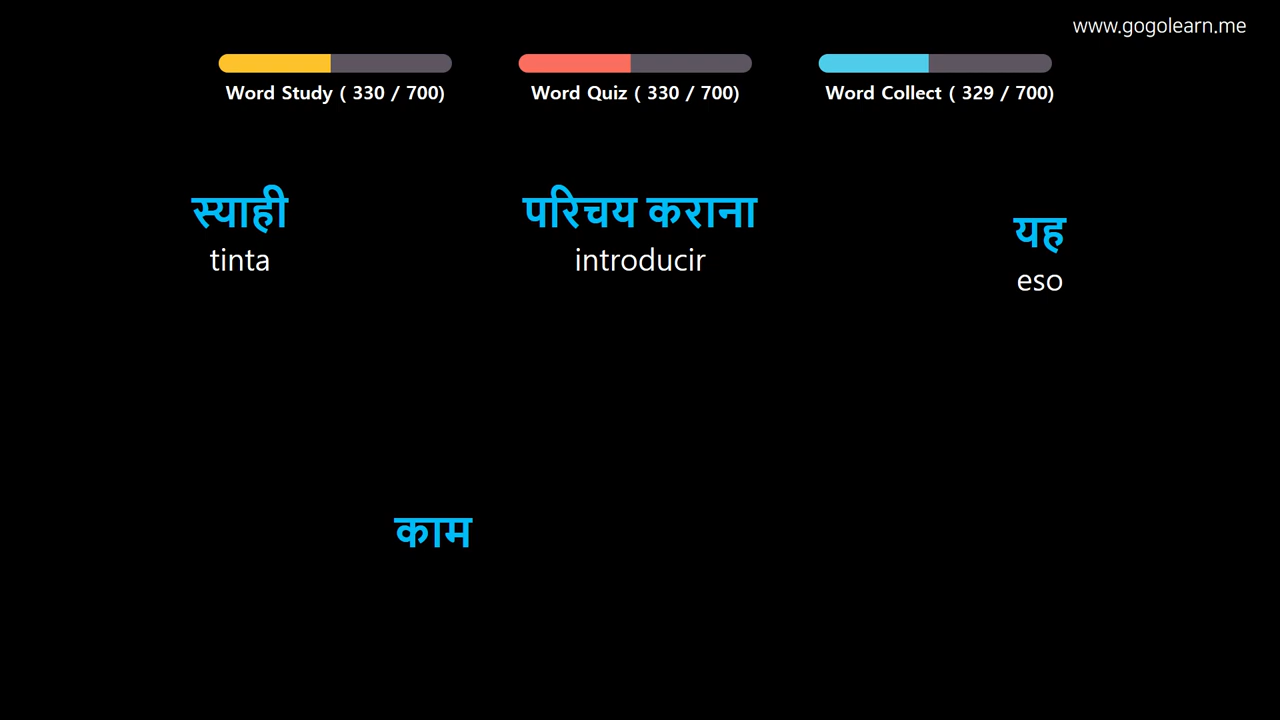 www.gogolearn.me
Word Study ( 330 / 700)
Word Quiz ( 330 / 700)
Word Collect ( 329 / 700)
स्याही
tinta
परिचय कराना
introducir
यह
eso
काम